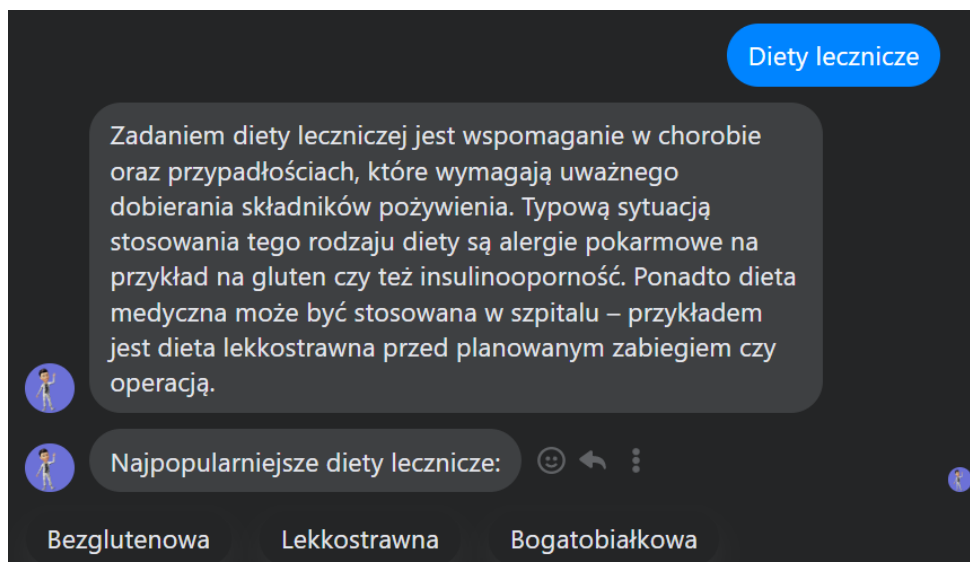 Diety lecznicze
Zadaniem diety leczniczej jest wspomaganie w chorobie
oraz przypadłościach, które wymagają uważnego
dobierania składników pożywienia. Typową sytuacją
stosowania tego rodzaju diety są alergie pokarmowe na
przykład na gluten czy też insulinooporność. Ponadto dieta
medyczna może być stosowana w szpitalu – przykładem
jest dieta lekkostrawna przed planowanym zabiegiem czy
operacją.
Najpopularniejsze diety lecznicze:
Bezglutenowa Lekkostrawna Bogatobiałkowa